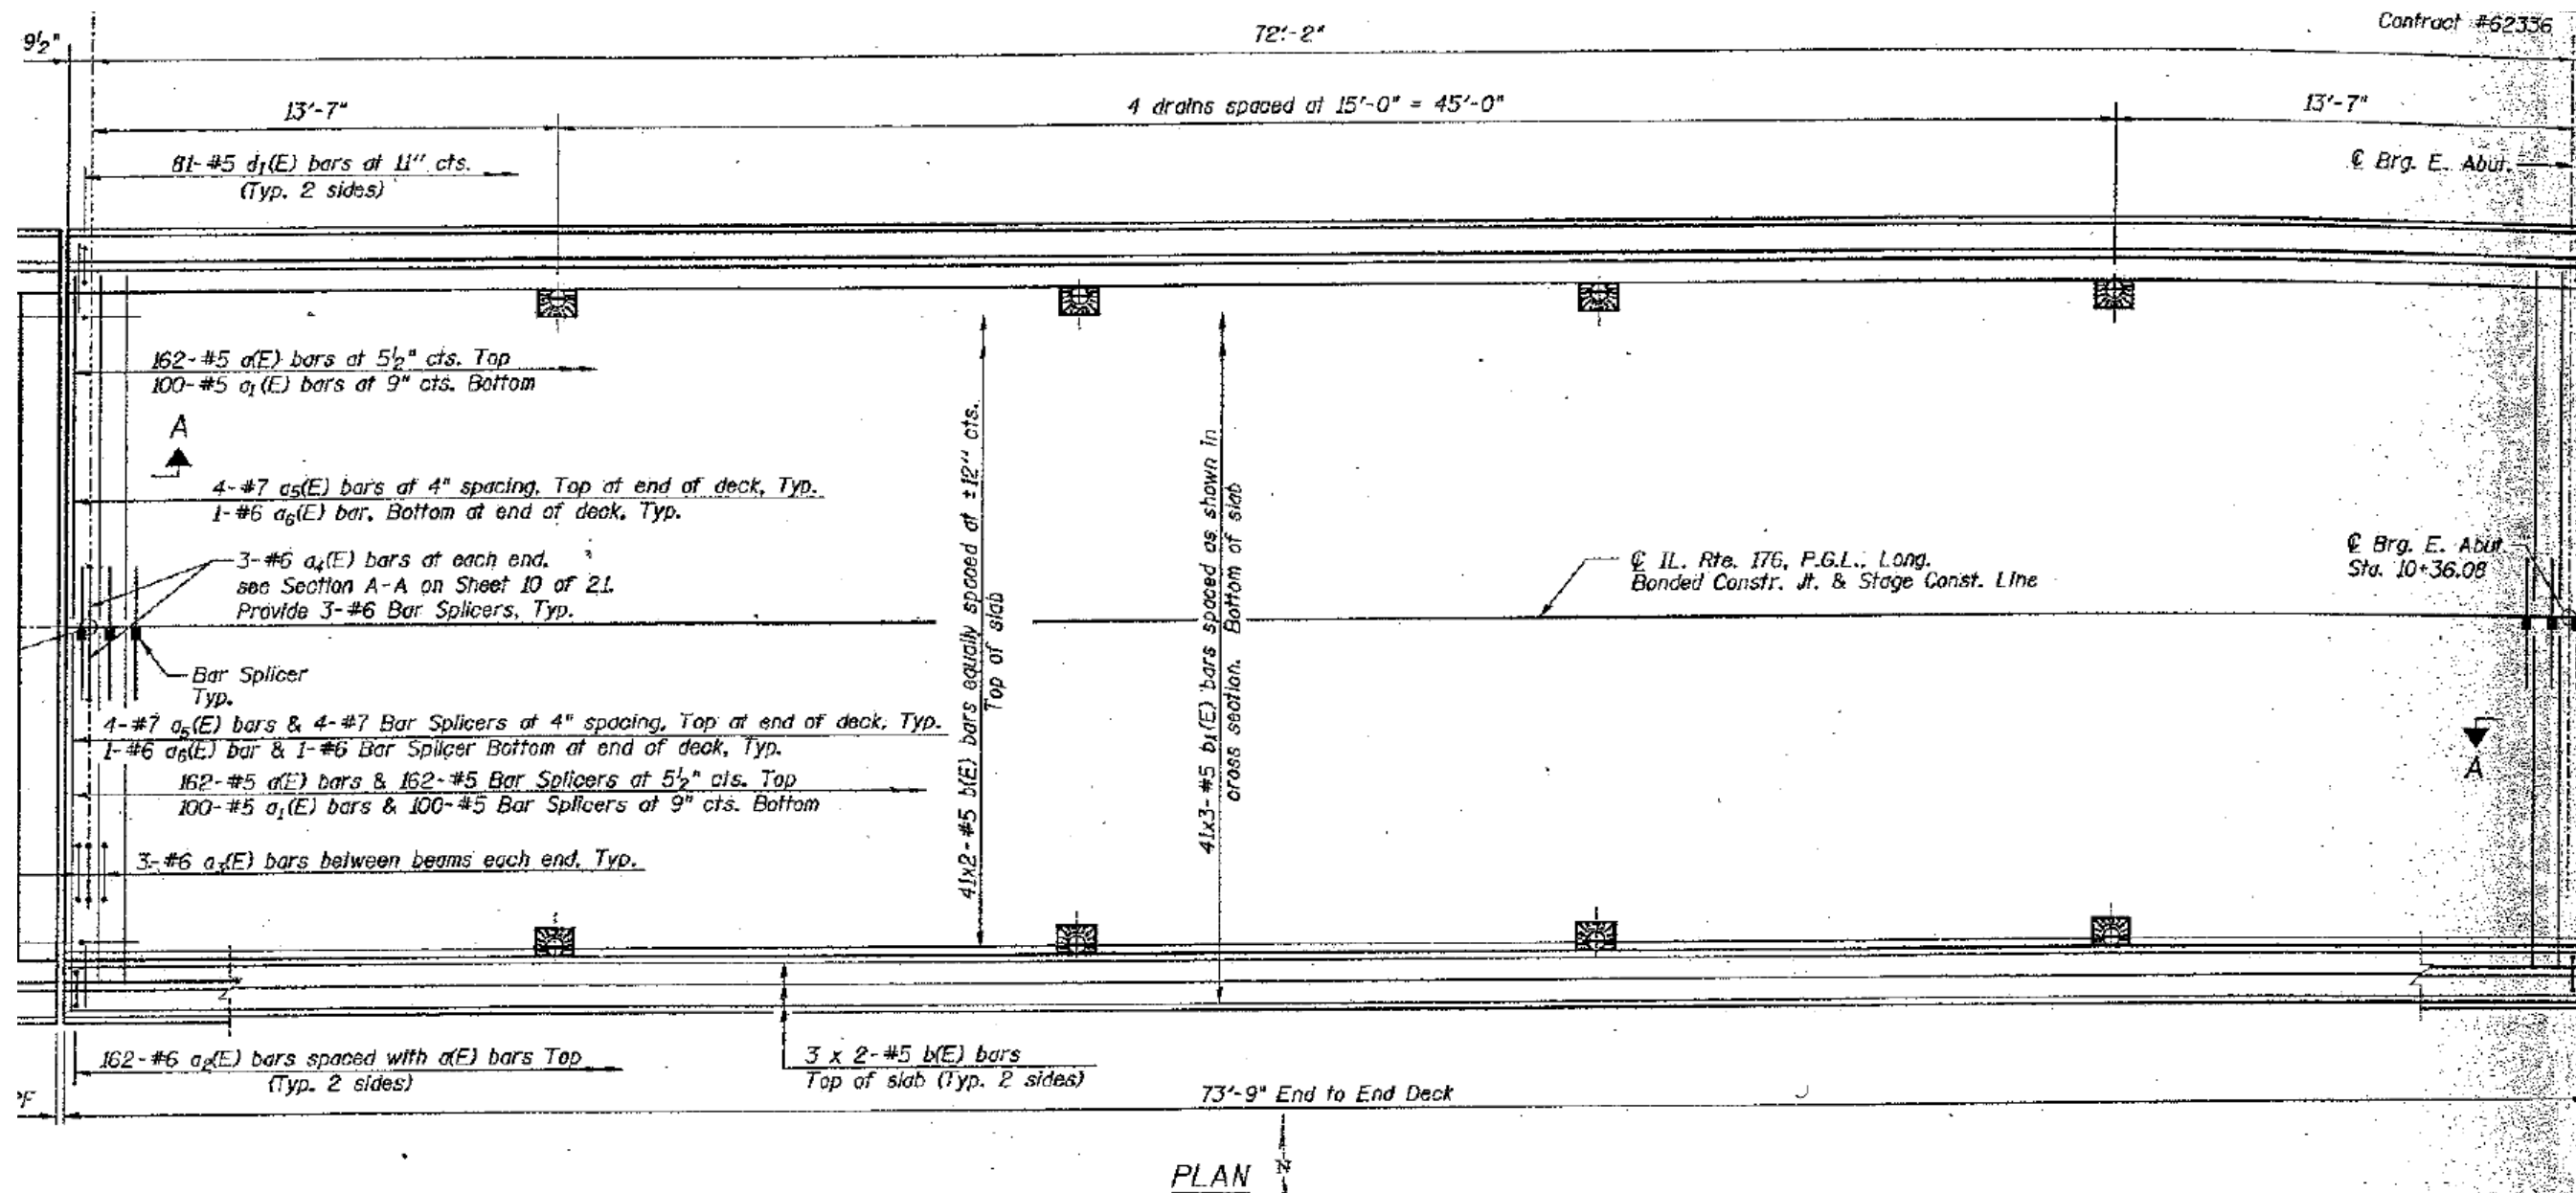 Contract #62336
9½"
72'-2"
13'-7"
4 drains spaced at 15'-0" = 45'-0"
13'-7"
81-#5 d₁(E) bars at 11" cts.
(Typ. 2 sides)
℄ Brg. E. Abut.
162-#5 a(E) bars at 5½" cts. Top
100-#5 a₁(E) bars at 9" cts. Bottom
A
4-#7 a₅(E) bars at 4" spacing, Top at end of deck, Typ.
1-#6 a₆(E) bar, Bottom at end of deck, Typ.
3-#6 a₄(E) bars at each end.
see Section A-A on Sheet 10 of 21.
Provide 3-#6 Bar Splicers, Typ.
Bar Splicer
Typ.
41x2-#5 b(E) bars equally spaced at ±12" cts.
Top of slab
41x3-#5 b₁(E) bars spaced as shown in
cross section. Bottom of slab
℄ IL. Rte. 176, P.G.L., Long.
Bonded Constr. Jt. & Stage Const. Line
℄ Brg. E. Abut.
Sta. 10+36.08
4-#7 a₅(E) bars & 4-#7 Bar Splicers at 4" spacing, Top at end of deck, Typ.
1-#6 a₆(E) bar & 1-#6 Bar Splicer Bottom at end of deck, Typ.
162-#5 a(E) bars & 162-#5 Bar Splicers at 5½" cts. Top
100-#5 a₁(E) bars & 100-#5 Bar Splicers at 9" cts. Bottom
A
3-#6 a₃(E) bars between beams each end, Typ.
162-#6 a₂(E) bars spaced with a(E) bars Top
(Typ. 2 sides)
3 x 2-#5 b(E) bars
Top of slab (Typ. 2 sides)
73'-9" End to End Deck
PLAN
N